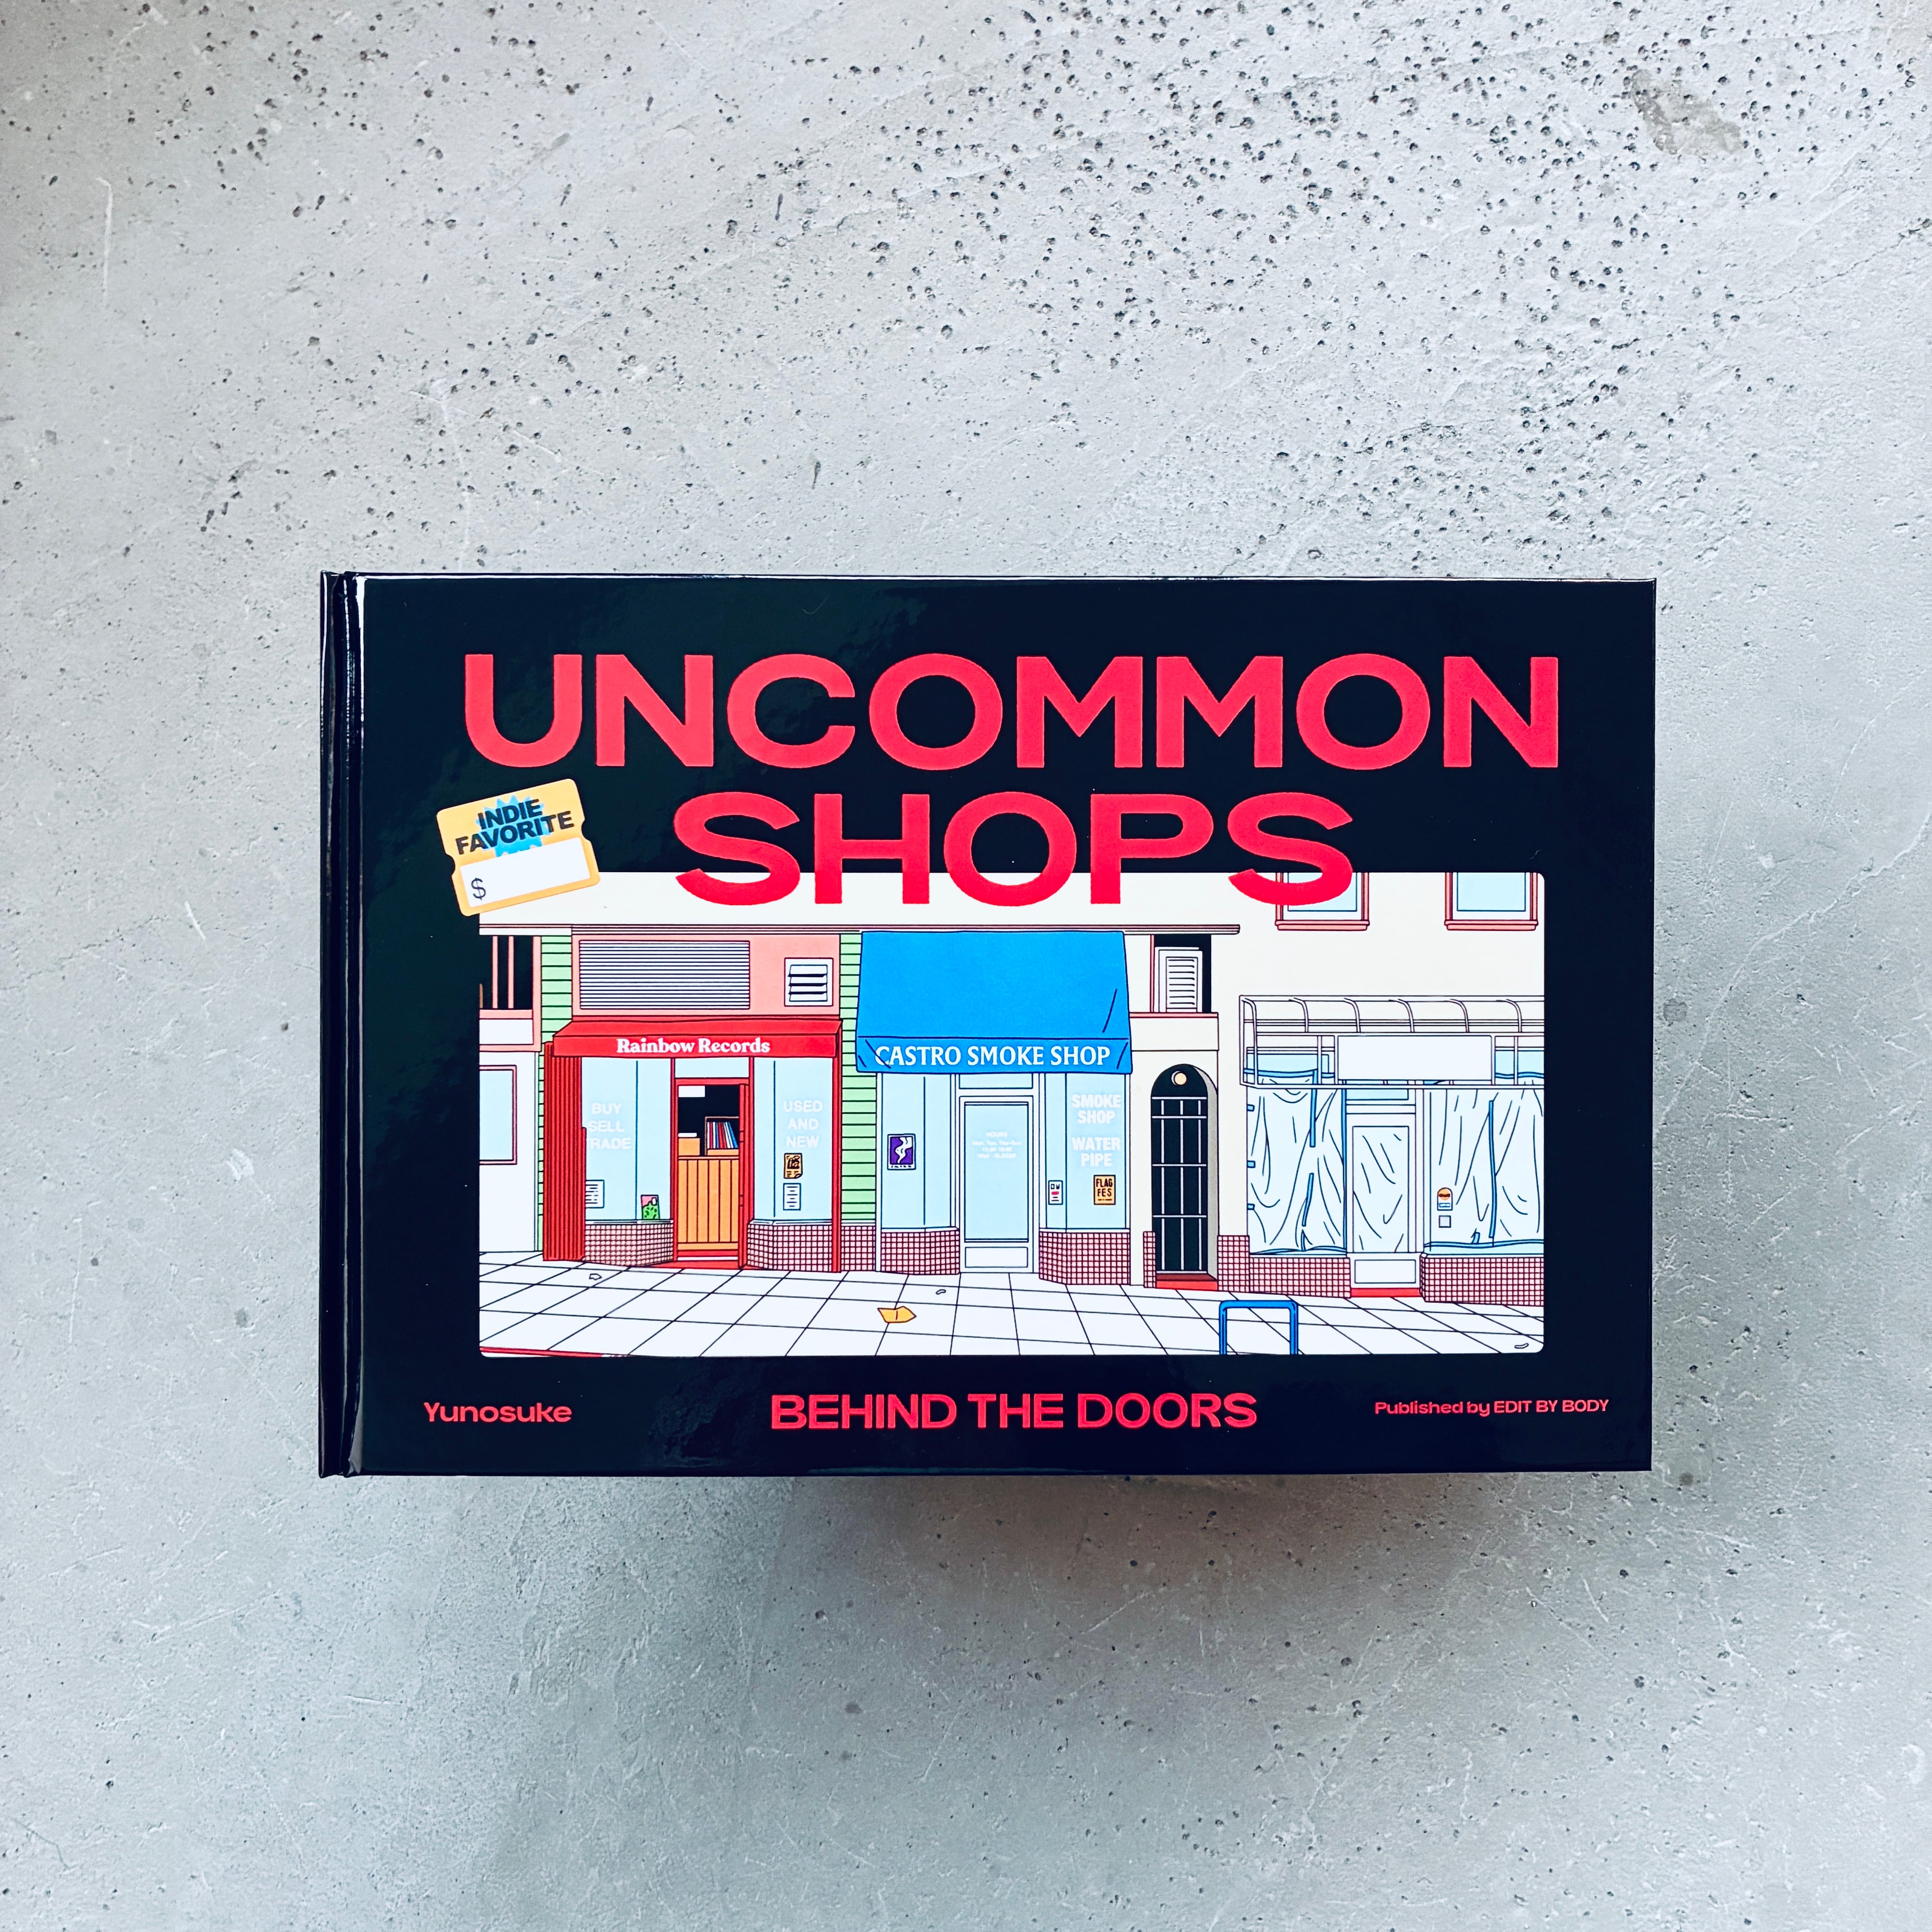 UNCOMMON
SHOPS
INDIE
FAVORITE
$
Rainbow Records
CASTRO SMOKE SHOP
BUY
SELL
TRADE
USED
AND
NEW
HOURS
SMOKE
SHOP
WATER
PIPE
FLAG
FES
Yunosuke
BEHIND THE DOORS
Published by EDIT BY BODY